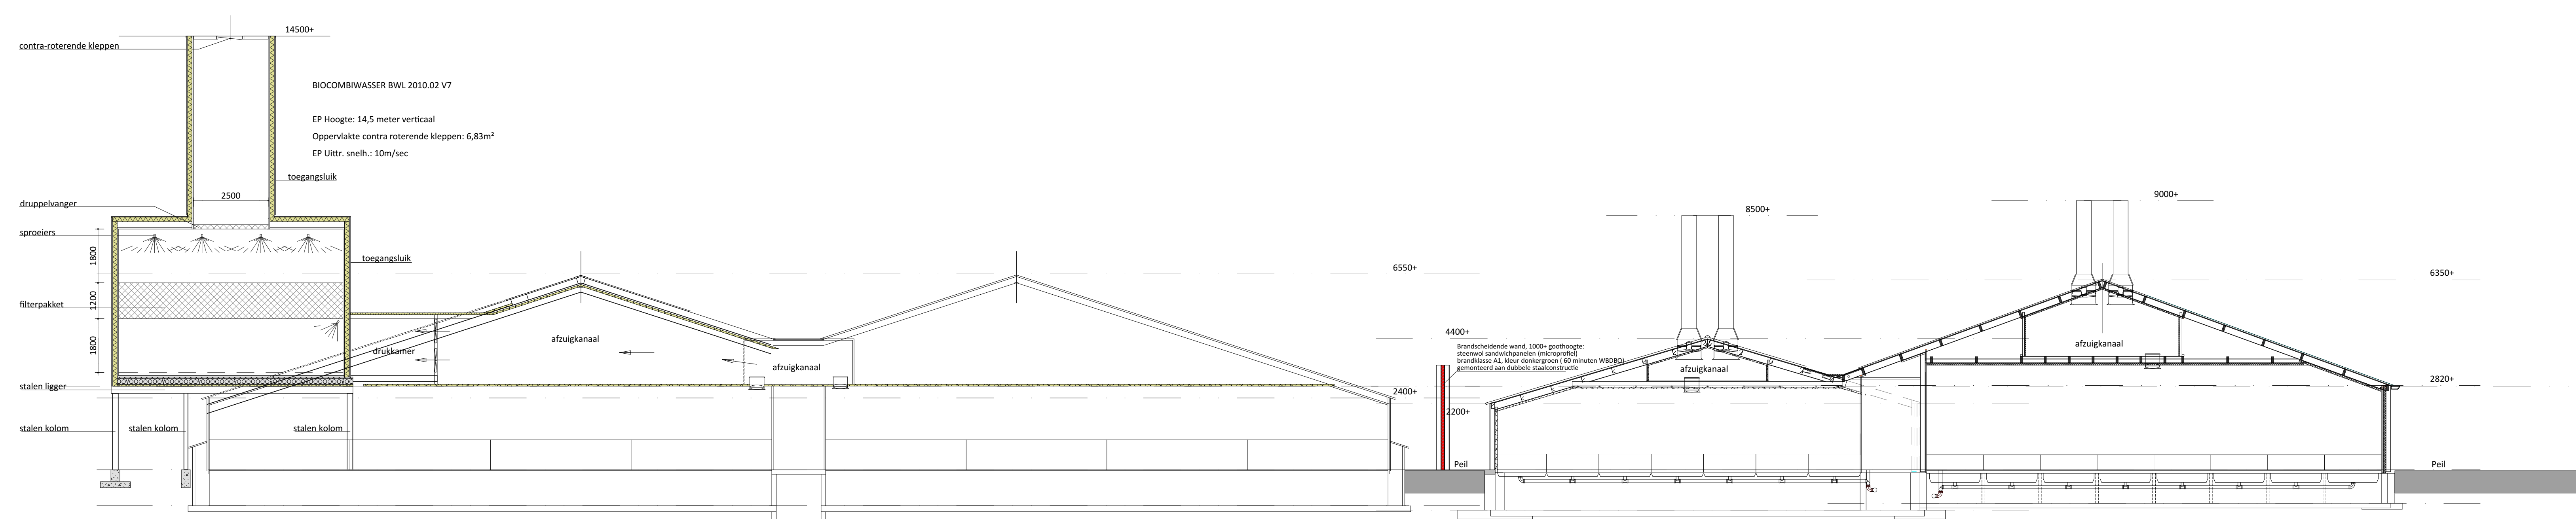 14500+
contra-roterende kleppen
BIOCOMBIWASSER BWL 2010.02 V7
EP Hoogte: 14,5 meter verticaal
Oppervlakte contra roterende kleppen: 6,83m²
EP Uittr. snelh.: 10m/sec
toegangsluik
2500
druppelvanger
sproeiers
1800
toegangsluik
filterpakket
1200
1800
drukkamer
afzuigkanaal
afzuigkanaal
stalen ligger
stalen kolom
stalen kolom
stalen kolom
6550+
4400+
Brandscheidende wand, 1000+ goothoogte:
steenwol sandwichpanelen (microprofiel)
brandklasse A1, kleur donkergroen ( 60 minuten WBDBO)
gemonteerd aan dubbele staalconstructie
2400+
2200+
Peil
8500+
afzuigkanaal
9000+
afzuigkanaal
6350+
2820+
Peil